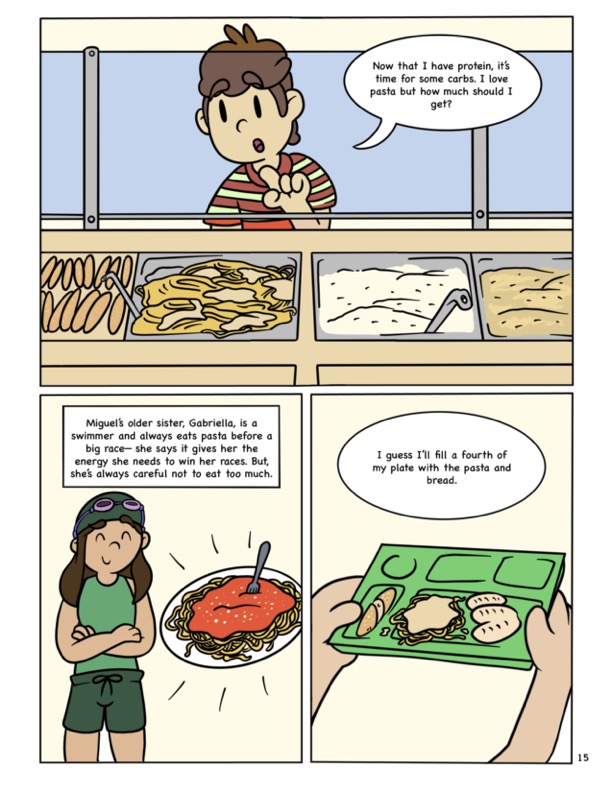 Now that I have protein, it's
time for some carbs. I love
pasta but how much should I
get?
Miguel's older sister, Gabriella, is a
swimmer and always eats pasta before a
big race— she says it gives her the
energy she needs to win her races. But,
she's always careful not to eat too much.
I guess I'll fill a fourth of
my plate with the pasta and
bread.
15